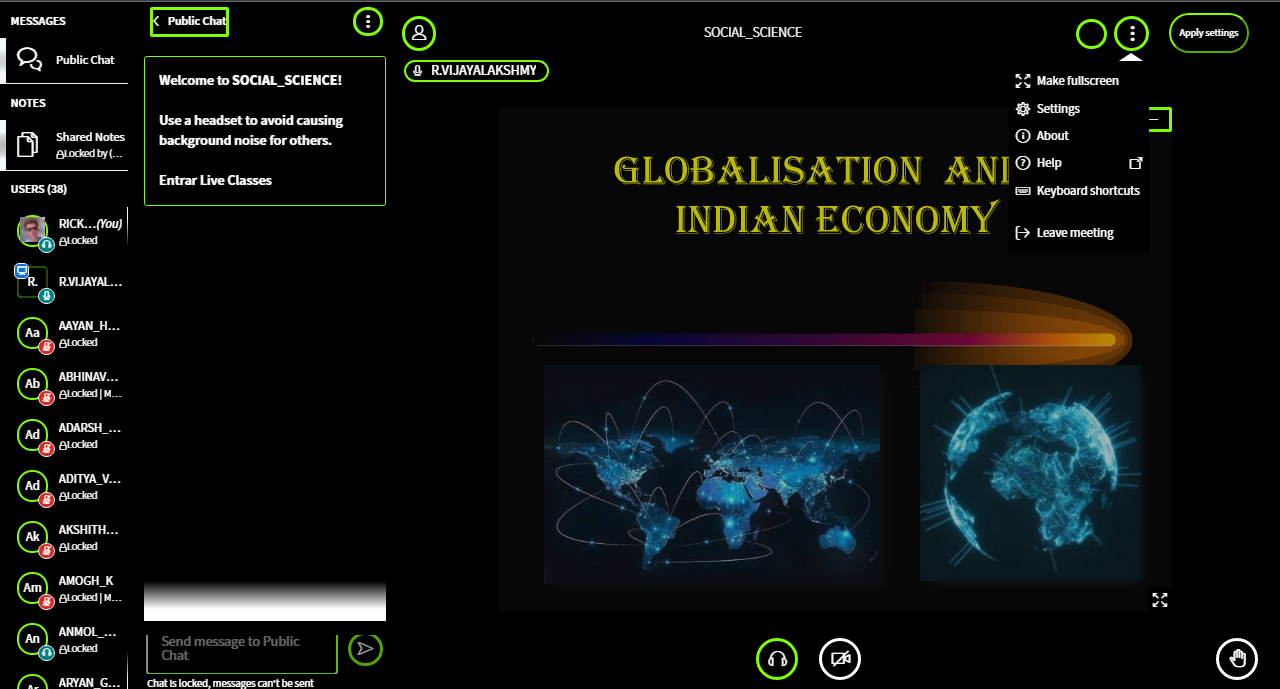 MESSAGES
Public Chat
NOTES
Shared Notes
Locked by (...
USERS (38)
RICK...(You)
Locked
R.
R.VIJAYAL...
Aa
AAYAN_H...
Locked
Ab
ABHINAV...
Locked | M...
Ad
ADARSH_...
Locked
Ad
ADITYA_V...
Locked
Ak
AKSHITH...
Locked
Am
AMOGH_K
Locked | M...
An
ANMOL_...
Locked
Ar
ARYAN_G...
Public Chat
Welcome to SOCIAL_SCIENCE!
Use a headset to avoid causing
background noise for others.
Entrar Live Classes
Send message to Public
Chat
Chat is locked, messages can't be sent
SOCIAL_SCIENCE
Apply settings
R.VIJAYALAKSHMY
Make fullscreen
Settings
About
Help
Keyboard shortcuts
Leave meeting
GLOBALISATION AND
INDIAN ECONOMY